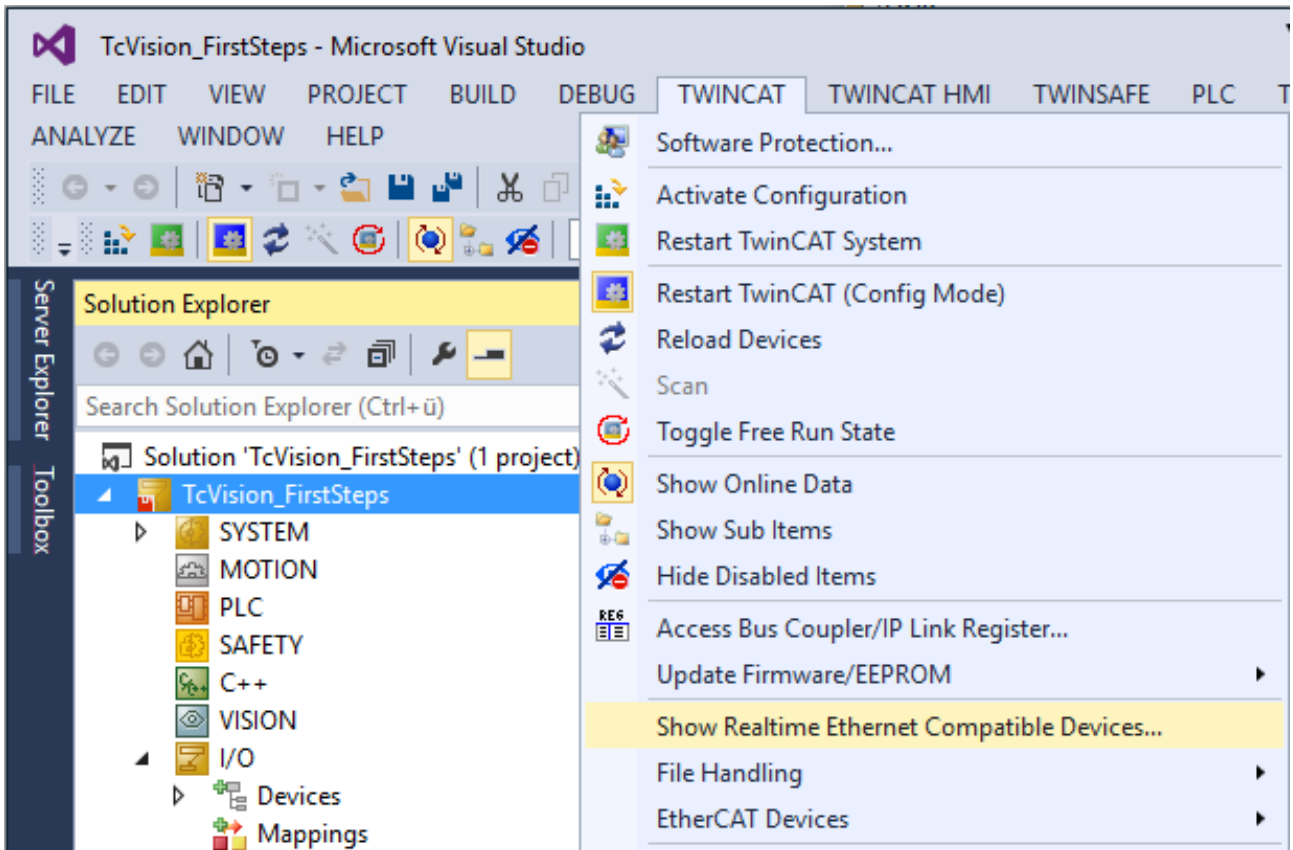 TcVision_FirstSteps - Microsoft Visual Studio
FILE EDIT VIEW PROJECT BUILD DEBUG TWINCAT TWINCAT HMI TWINSAFE PLC
ANALYZE WINDOW HELP
Software Protection...
Activate Configuration
Restart TwinCAT System
Restart TwinCAT (Config Mode)
Reload Devices
Scan
Toggle Free Run State
Show Online Data
Show Sub Items
Hide Disabled Items
REG
Access Bus Coupler/IP Link Register...
Update Firmware/EEPROM
Show Realtime Ethernet Compatible Devices...
File Handling
EtherCAT Devices
Server Explorer
Toolbox
Solution Explorer
Search Solution Explorer (Ctrl+ü)
Solution 'TcVision_FirstSteps' (1 project)
TcVision_FirstSteps
SYSTEM
MOTION
PLC
SAFETY
C++
VISION
I/O
Devices
Mappings